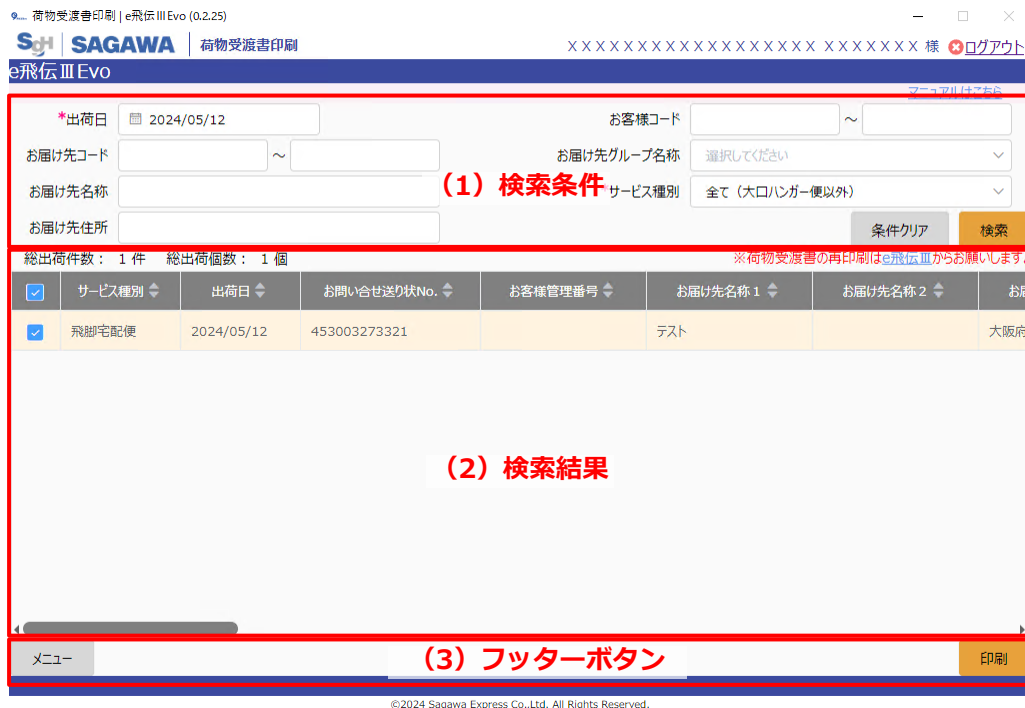 荷物受渡書印刷 | e飛伝ⅢEvo (0.2.25)
SGH SAGAWA 荷物受渡書印刷 XXXXXXXXXXXXXXXXXX XXXXXXX 様 ログアウト
e飛伝ⅢEvo
マニュアルはこちら
*出荷日 2024/05/12 お客様コード ～
お届け先コード ～ お届け先グループ名称 選択してください
お届け先名称 （1）検索条件 サービス種別 全て（大口ハンガー便以外）
お届け先住所 条件クリア 検索
総出荷件数： 1 件 総出荷個数： 1 個 ※荷物受渡書の再印刷はe飛伝Ⅲからお願いします。
サービス種別 出荷日 お問い合せ送り状No. お客様管理番号 お届け先名称１ お届け先名称２ お届
飛脚宅配便 2024/05/12 453003273321 テスト 大阪府
（2）検索結果
メニュー （3）フッターボタン 印刷
©2024 Sagawa Express Co.,Ltd. All Rights Reserved.